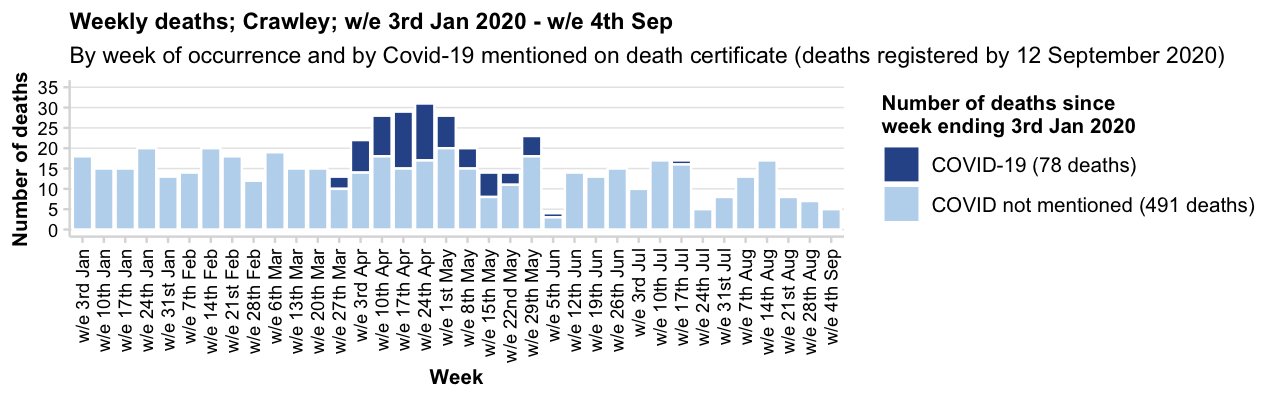 Weekly deaths; Crawley; w/e 3rd Jan 2020 - w/e 4th Sep
By week of occurrence and by Covid-19 mentioned on death certificate (deaths registered by 12 September 2020)
Number of deaths
35
30
25
20
15
10
5
0
w/e 3rd Jan
w/e 10th Jan
w/e 17th Jan
w/e 24th Jan
w/e 31st Jan
w/e 7th Feb
w/e 14th Feb
w/e 21st Feb
w/e 28th Feb
w/e 6th Mar
w/e 13th Mar
w/e 20th Mar
w/e 27th Mar
w/e 3rd Apr
w/e 10th Apr
w/e 17th Apr
w/e 24th Apr
w/e 1st May
w/e 8th May
w/e 15th May
w/e 22nd May
w/e 29th May
w/e 5th Jun
w/e 12th Jun
w/e 19th Jun
w/e 26th Jun
w/e 3rd Jul
w/e 10th Jul
w/e 17th Jul
w/e 24th Jul
w/e 31st Jul
w/e 7th Aug
w/e 14th Aug
w/e 21st Aug
w/e 28th Aug
w/e 4th Sep
Week
Number of deaths since
week ending 3rd Jan 2020
COVID-19 (78 deaths)
COVID not mentioned (491 deaths)